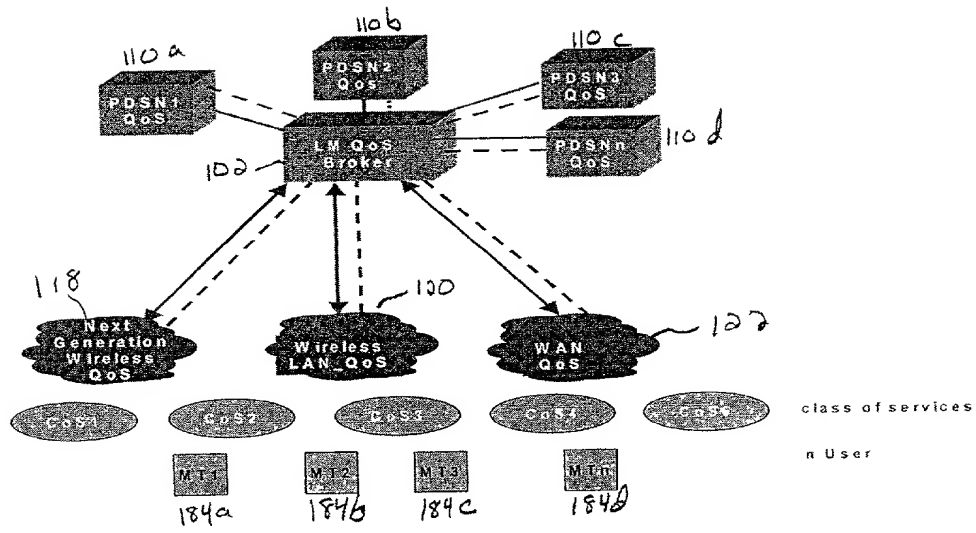 110a
110b
110c
PDSN1
QoS
PDSN2
QoS
PDSN3
QoS
PDSNn
QoS
110d
LM QoS
Broker
102
118
120
122
Next
Generation
Wireless
QoS
Wireless
LAN_QoS
WAN
QoS
CoS1
CoS2
CoS3
CoS4
class of services
MT1
MT2
MT3
MTn
n User
184a
184b
184c
184d